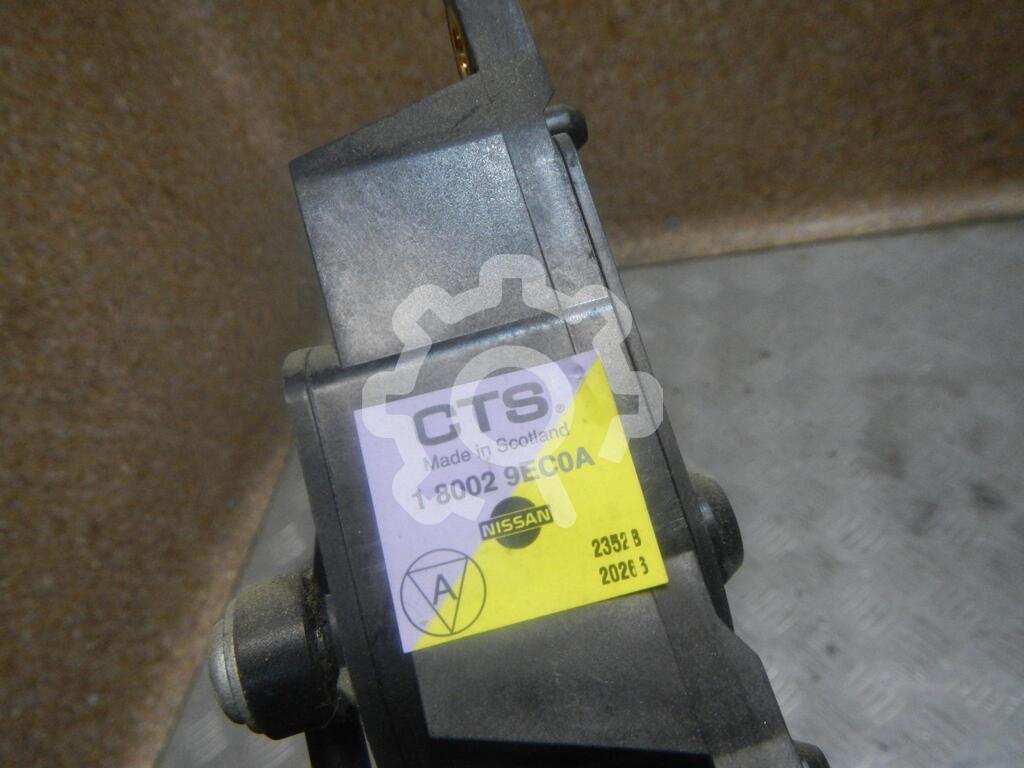 CTS®
Made in Scotland
1 8002 9EC0A
NISSAN
A
2352 B
2026 3